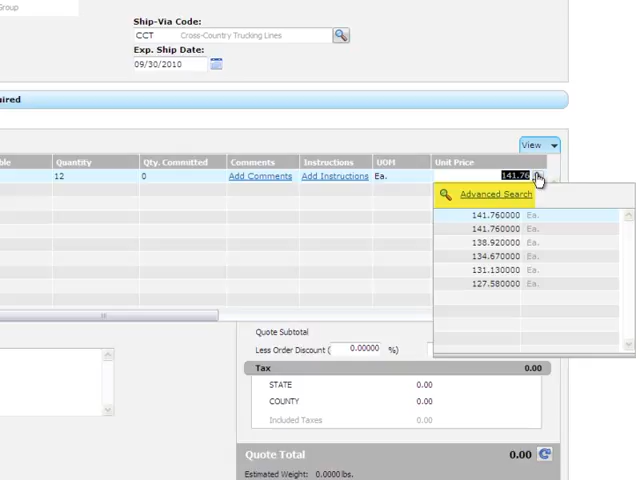 Group
Ship-Via Code:
CCT Cross-Country Trucking Lines
Exp. Ship Date:
09/30/2010
uired
View
ble Quantity Qty. Committed Comments Instructions UOM Unit Price
12 0 Add Comments Add Instructions Ea. 141.76
Advanced Search
141.760000 Ea.
141.760000 Ea.
138.920000 Ea.
134.670000 Ea.
131.130000 Ea.
127.580000 Ea.
Quote Subtotal
Less Order Discount ( 0.00000 %)
Tax 0.00
STATE 0.00
COUNTY 0.00
Included Taxes 0.00
Quote Total 0.00
Estimated Weight: 0.0000 lbs.